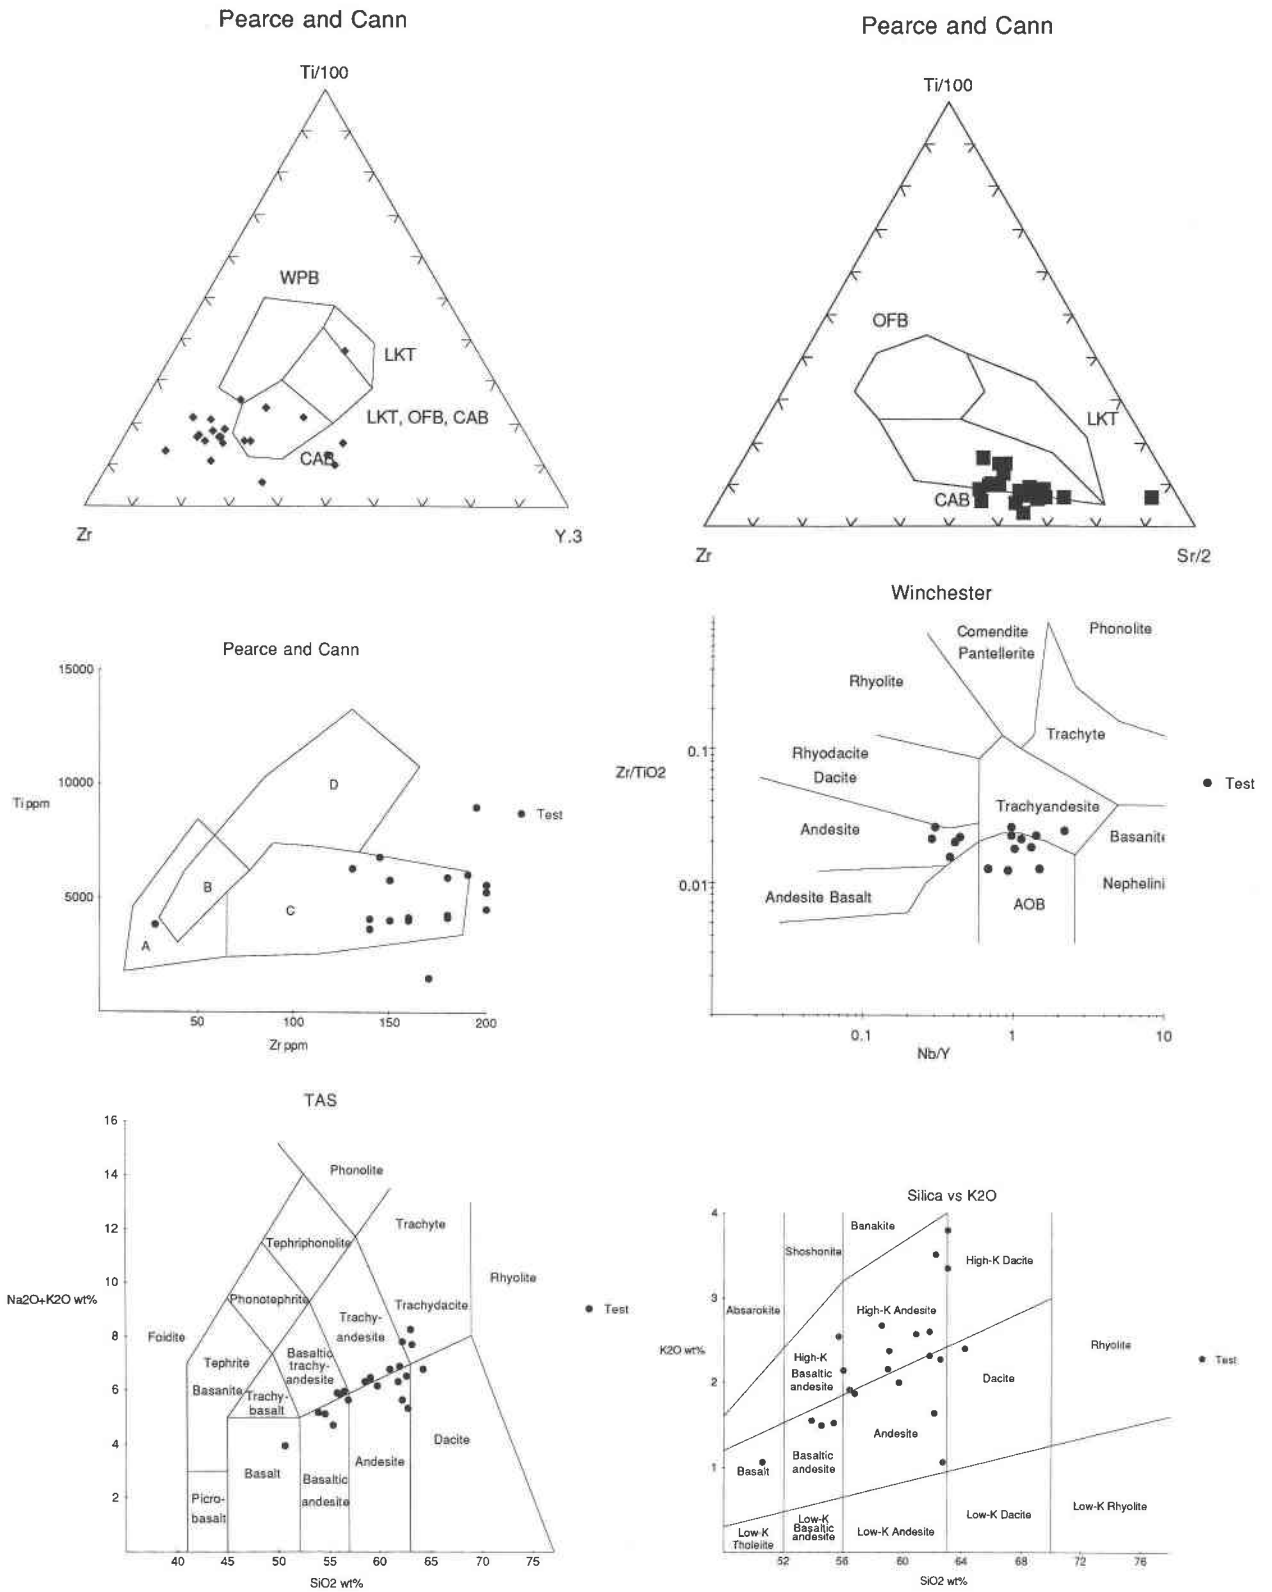 Pearce and Cann
Ti/100
WPB
LKT
LKT, OFB, CAB
CAB
Zr
Y.3
Pearce and Cann
Ti/100
OFB
LKT
CAB
Zr
Sr/2
Pearce and Cann
15000
10000
5000
Ti ppm
D
B
C
A
Test
50
100
150
200
Zr ppm
Winchester
Comendite
Pantellerite
Phonolite
Rhyolite
Trachyte
0.1
Zr/TiO2
Rhyodacite
Dacite
Test
Trachyandesite
Andesite
Basanite
0.01
Nephelini
Andesite Basalt
AOB
0.1
1
10
Nb/Y
TAS
16
14
12
10
8
6
4
2
Na2O+K2O wt%
Phonolite
Trachyte
Tephriphonolite
Rhyolite
Phonotephrite
Trachydacite
Trachy-
andesite
Test
Foidite
Tephrite
Basanite
Basaltic
trachy-
andesite
Trachy-
basalt
Dacite
Andesite
Basalt
Basaltic
andesite
Picro-
basalt
40
45
50
55
60
65
70
75
SiO2 wt%
Silica vs K2O
4
3
2
1
K2O wt%
Banakite
Shoshonite
High-K Dacite
Absarokite
High-K Andesite
Rhyolite
Test
High-K
Basaltic
andesite
Dacite
Andesite
Basalt
Basaltic
andesite
Low-K Rhyolite
Low-K Dacite
Low-K
Basaltic
andesite
Low-K Andesite
Low-K
Tholeiite
52
56
60
64
68
72
76
SiO2 wt%